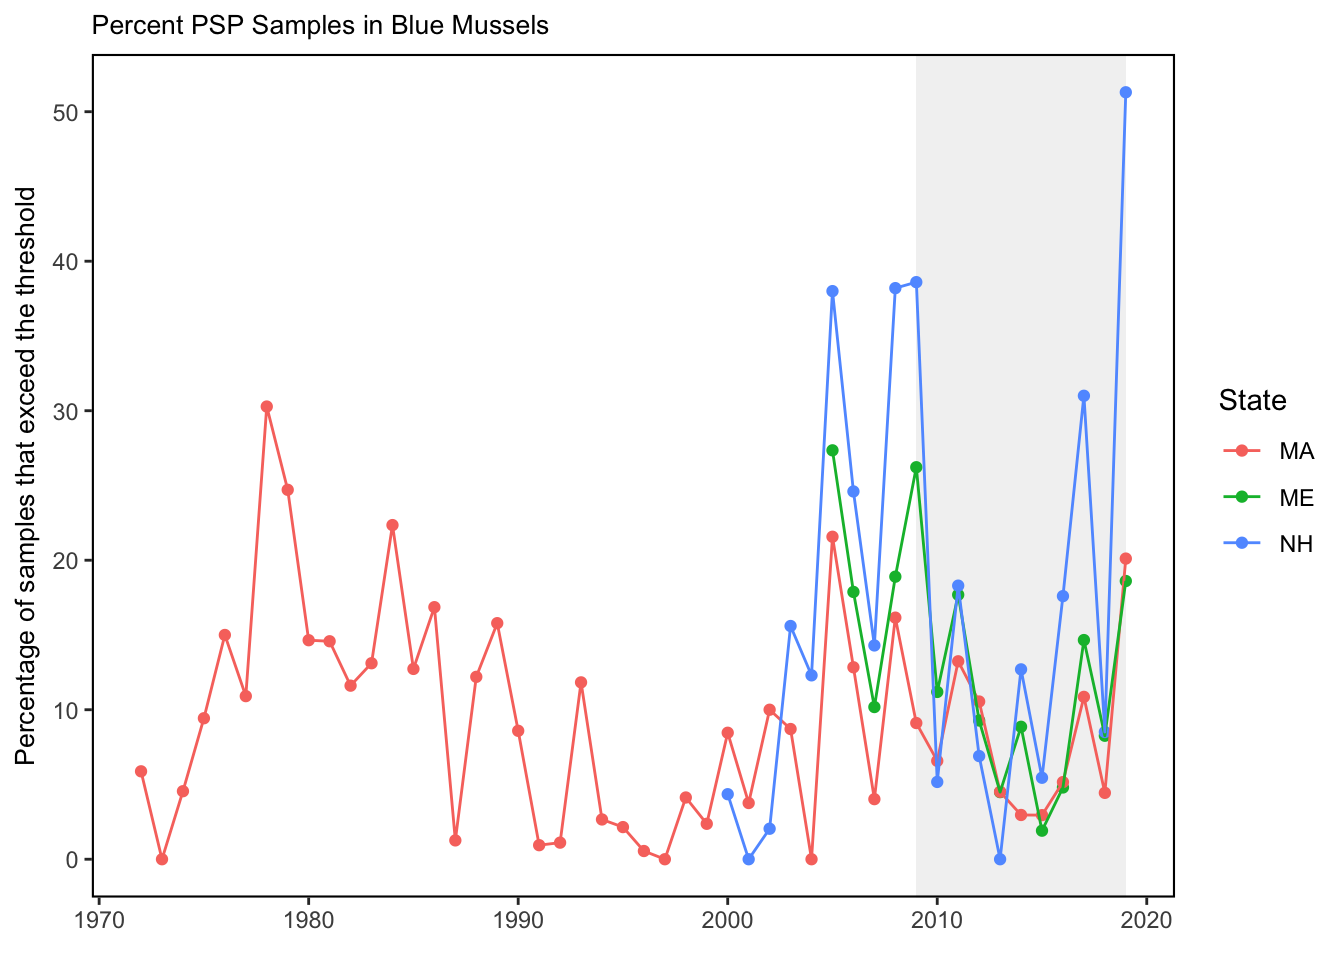 Percent PSP Samples in Blue Mussels
Percentage of samples that exceed the threshold
50
40
30
20
10
0
1970 1980 1990 2000 2010 2020
State
MA
ME
NH